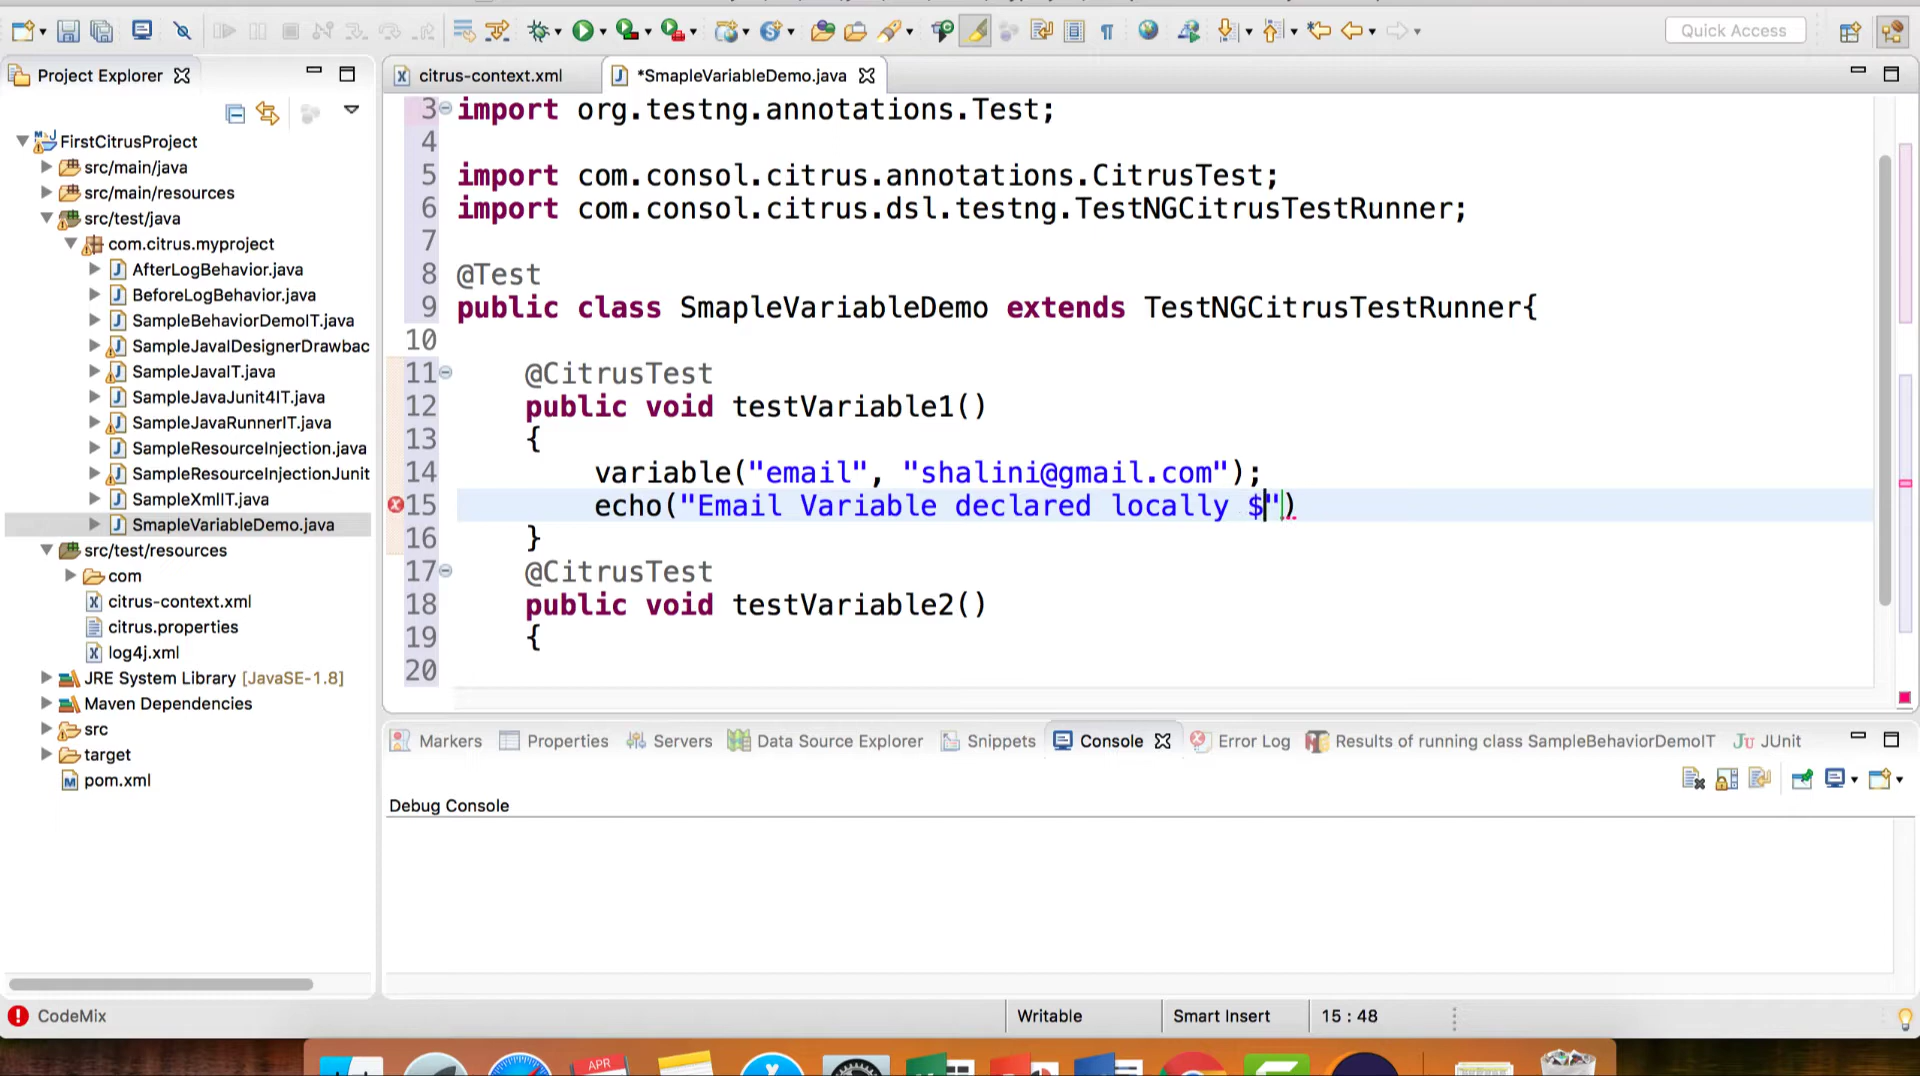 Quick Access
Project Explorer
citrus-context.xml
*SmapleVariableDemo.java
FirstCitrusProject
src/main/java
src/main/resources
src/test/java
com.citrus.myproject
AfterLogBehavior.java
BeforeLogBehavior.java
SampleBehaviorDemoIT.java
SampleJavaIDesignerDrawbac
SampleJavaIT.java
SampleJavaJunit4IT.java
SampleJavaRunnerIT.java
SampleResourceInjection.java
SampleResourceInjectionJunit
SampleXmlIT.java
SmapleVariableDemo.java
src/test/resources
com
citrus-context.xml
citrus.properties
log4j.xml
JRE System Library [JavaSE-1.8]
Maven Dependencies
src
target
pom.xml
3 import org.testng.annotations.Test;
4
5 import com.consol.citrus.annotations.CitrusTest;
6 import com.consol.citrus.dsl.testng.TestNGCitrusTestRunner;
7
8 @Test
9 public class SmapleVariableDemo extends TestNGCitrusTestRunner{
10
11 @CitrusTest
12 public void testVariable1()
13 {
14 variable("email", "shalini@gmail.com");
15 echo("Email Variable declared locally $")
16 }
17 @CitrusTest
18 public void testVariable2()
19 {
20
Markers
Properties
Servers
Data Source Explorer
Snippets
Console
Error Log
Results of running class SampleBehaviorDemoIT
Ju JUnit
Debug Console
CodeMix
Writable
Smart Insert
15 : 48
APR